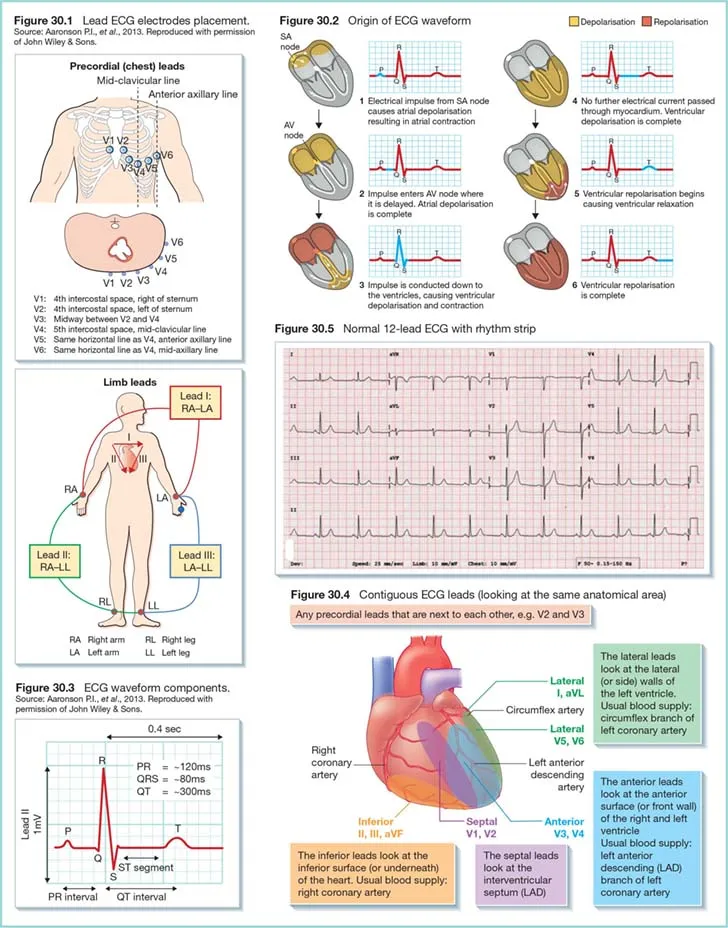 Figure 30.1 Lead ECG electrodes placement.
Source: Aaronson P.I., et al., 2013. Reproduced with permission
of John Wiley & Sons.
Precordial (chest) leads
Mid-clavicular line
Anterior axillary line
V1 V2
V3
V4
V5
V6
V6
V5
V4
V3
V1 V2
V1: 4th intercostal space, right of sternum
V2: 4th intercostal space, left of sternum
V3: Midway between V2 and V4
V4: 5th intercostal space, mid-clavicular line
V5: Same horizontal line as V4, anterior axillary line
V6: Same horizontal line as V4, mid-axillary line
Limb leads
Lead I:
RA–LA
I
II
III
RA
LA
Lead II:
RA–LL
Lead III:
LA–LL
RL
LL
RA Right arm RL Right leg
LA Left arm LL Left leg
Figure 30.3 ECG waveform components.
Source: Aaronson P.I., et al., 2013. Reproduced with
permission of John Wiley & Sons.
0.4 sec
R
PR = ~120ms
QRS = ~80ms
QT = ~300ms
Lead II
1mV
P
T
Q
S
ST segment
PR interval
QT interval
Figure 30.2 Origin of ECG waveform
Depolarisation
Repolarisation
SA
node
R
P
T
Q
S
1 Electrical impulse from SA node
causes atrial depolarisation
resulting in atrial contraction
AV
node
R
P
T
Q
S
2 Impulse enters AV node where
it is delayed. Atrial depolarisation
is complete
R
P
T
Q
S
3 Impulse is conducted down to
the ventricles, causing ventricular
depolarisation and contraction
R
P
T
Q
S
4 No further electrical current passed
through myocardium. Ventricular
depolarisation is complete
R
P
T
Q
S
5 Ventricular repolarisation begins
causing ventricular relaxation
R
P
T
Q
S
6 Ventricular repolarisation
is complete
Figure 30.5 Normal 12-lead ECG with rhythm strip
I aVR V1 V4
II aVL V2 V5
III aVF V3 V6
II
Dev: Speed: 25 mm/sec Limb: 10 mm/mV Chest: 10 mm/mV F 50~ 0.15-150 Hz P?
Figure 30.4 Contiguous ECG leads (looking at the same anatomical area)
Any precordial leads that are next to each other, e.g. V2 and V3
Lateral
I, aVL
Circumflex artery
Lateral
V5, V6
Right
coronary
artery
Left anterior
descending
artery
Inferior
II, III, aVF
Septal
V1, V2
Anterior
V3, V4
The lateral leads
look at the lateral
(or side) walls of
the left ventricle.
Usual blood supply:
circumflex branch of
left coronary artery
The anterior leads
look at the anterior
surface (or front wall)
of the right and left
ventricle
Usual blood supply:
left anterior
descending (LAD)
branch of left
coronary artery
The inferior leads look at the
inferior surface (or underneath)
of the heart. Usual blood supply:
right coronary artery
The septal leads
look at the
interventricular
septum (LAD)